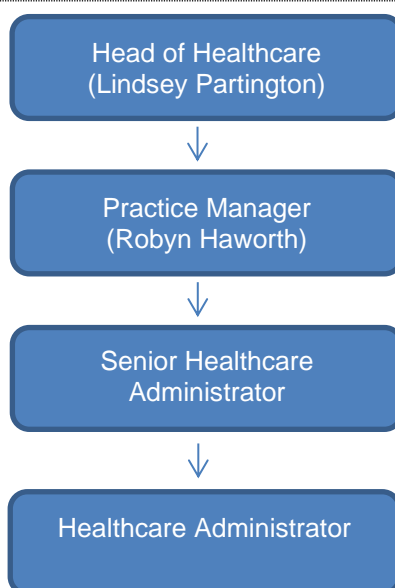 Head of Healthcare
(Lindsey Partington)
Practice Manager
(Robyn Haworth)
Senior Healthcare
Administrator
Healthcare Administrator